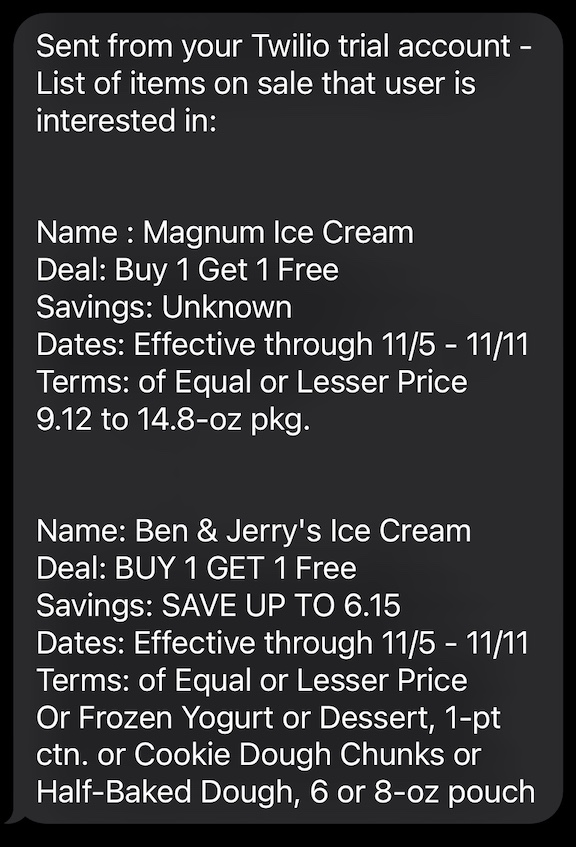 Sent from your Twilio trial account -
List of items on sale that user is
interested in:
Name : Magnum Ice Cream
Deal: Buy 1 Get 1 Free
Savings: Unknown
Dates: Effective through 11/5 - 11/11
Terms: of Equal or Lesser Price
9.12 to 14.8-oz pkg.
Name: Ben & Jerry's Ice Cream
Deal: BUY 1 GET 1 Free
Savings: SAVE UP TO 6.15
Dates: Effective through 11/5 - 11/11
Terms: of Equal or Lesser Price
Or Frozen Yogurt or Dessert, 1-pt
ctn. or Cookie Dough Chunks or
Half-Baked Dough, 6 or 8-oz pouch